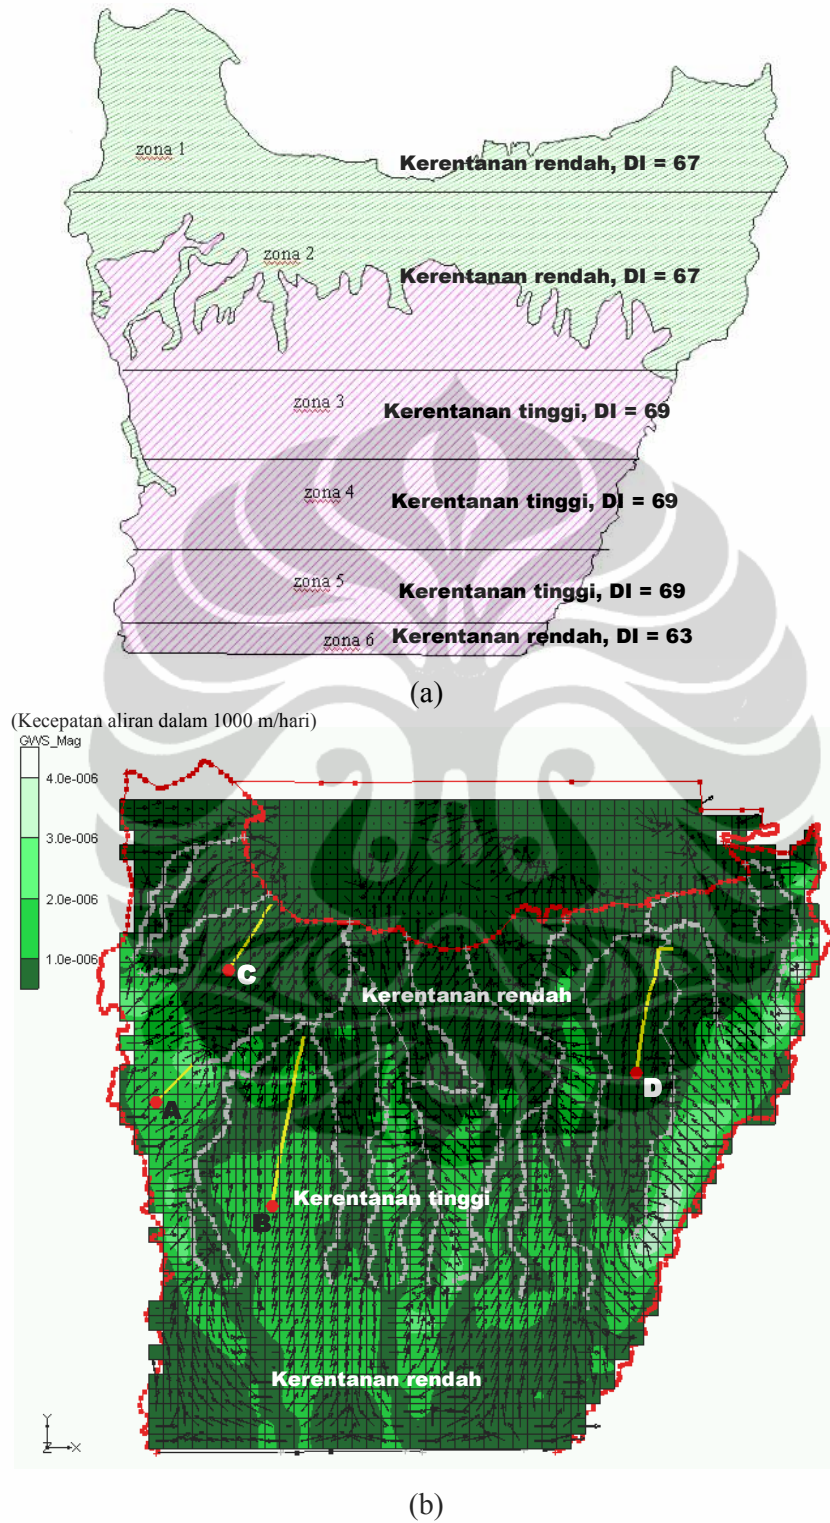 zona 1
Kerentanan rendah, DI = 67
zona 2
Kerentanan rendah, DI = 67
zona 3
Kerentanan tinggi, DI = 69
zona 4
Kerentanan tinggi, DI = 69
zona 5
Kerentanan tinggi, DI = 69
zona 6
Kerentanan rendah, DI = 63
(a)
(Kecepatan aliran dalam 1000 m/hari)
GWS_Mag
4.0e-006
3.0e-006
2.0e-006
1.0e-006
C
Kerentanan rendah
A
D
Kerentanan tinggi
B
Kerentanan rendah
Y
Z X
(b)